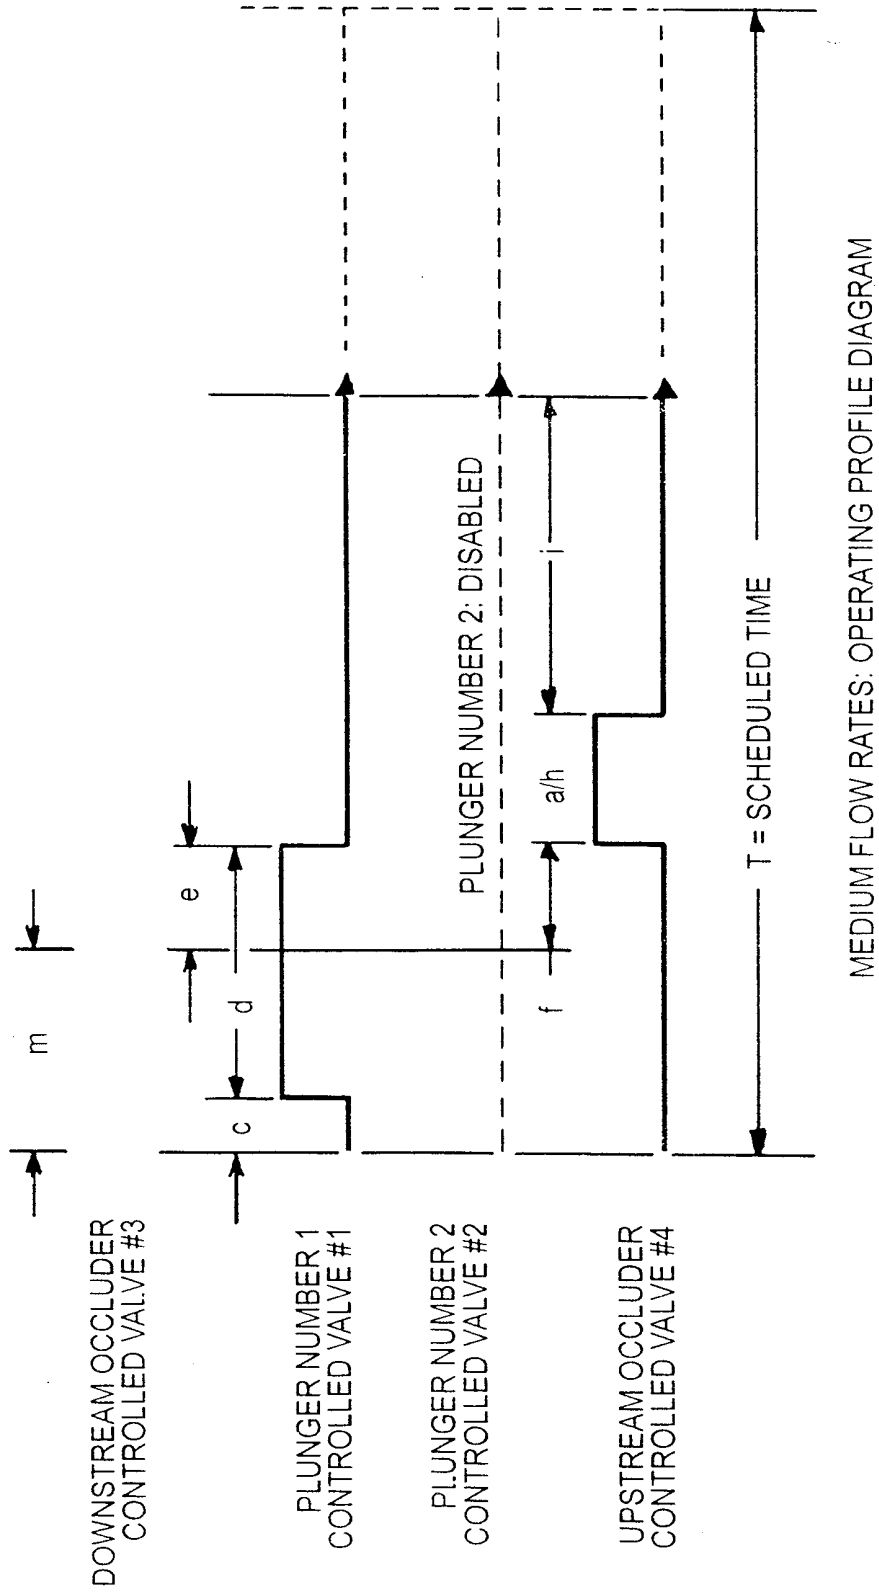 DOWNSTREAM OCCLUDER
CONTROLLED VALVE #3
m
e
d
c
PLUNGER NUMBER 1
CONTROLLED VALVE #1
PLUNGER NUMBER 2
CONTROLLED VALVE #2
PLUNGER NUMBER 2: DISABLED
f
a/h
j
UPSTREAM OCCLUDER
CONTROLLED VALVE #4
T = SCHEDULED TIME
MEDIUM FLOW RATES: OPERATING PROFILE DIAGRAM